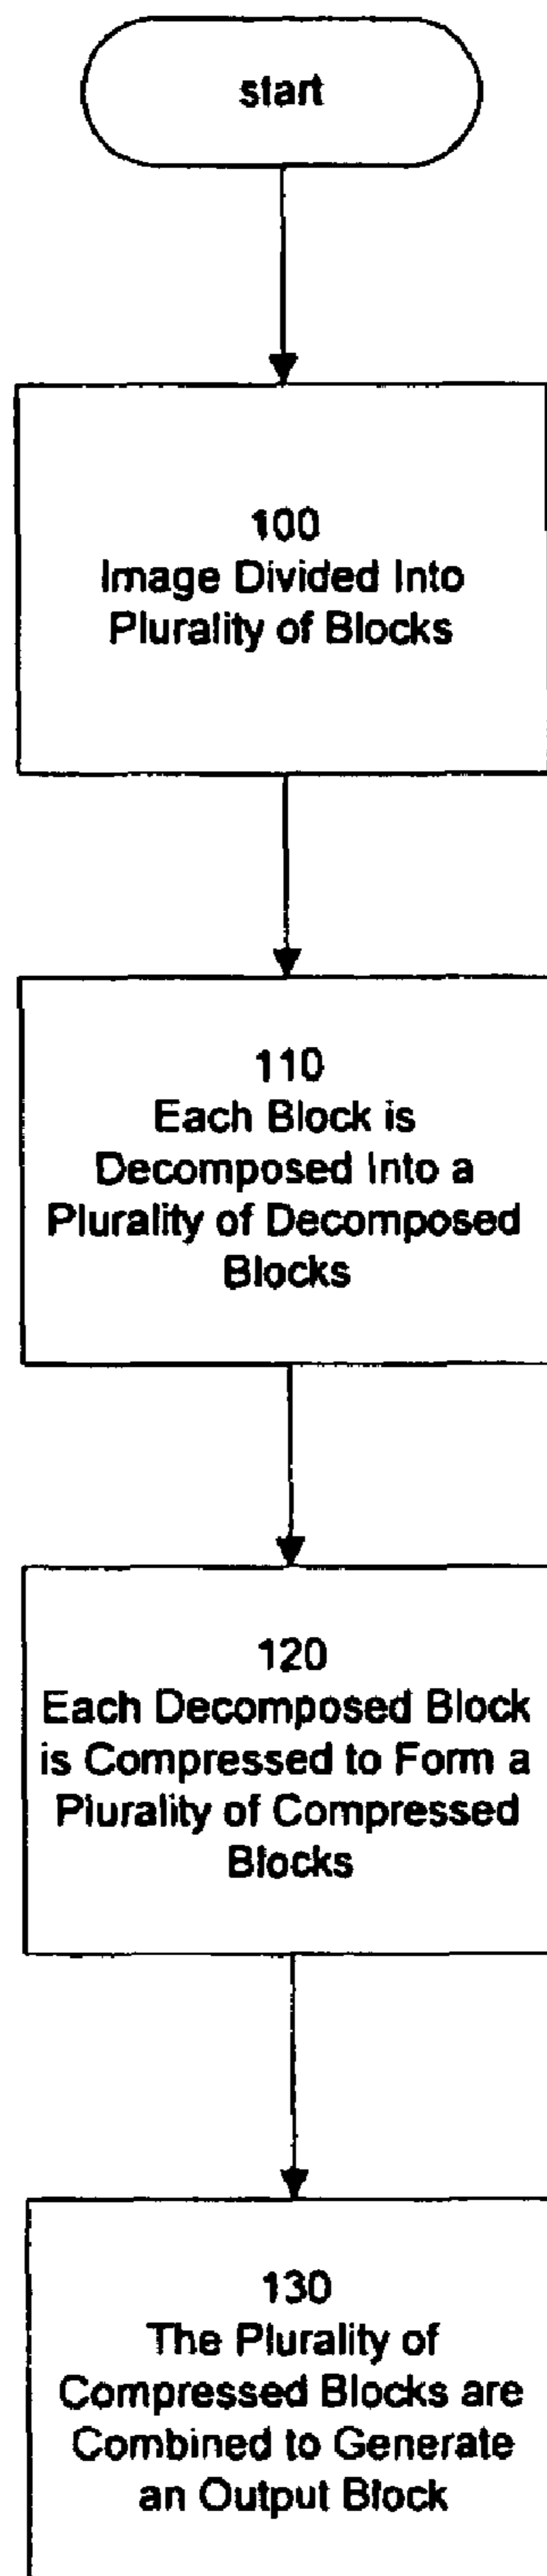 start
100
Image Divided Into
Plurality of Blocks
110
Each Block is
Decomposed Into a
Plurality of Decomposed
Blocks
120
Each Decomposed Block
is Compressed to Form a
Plurality of Compressed
Blocks
130
The Plurality of
Compressed Blocks are
Combined to Generate
an Output Block